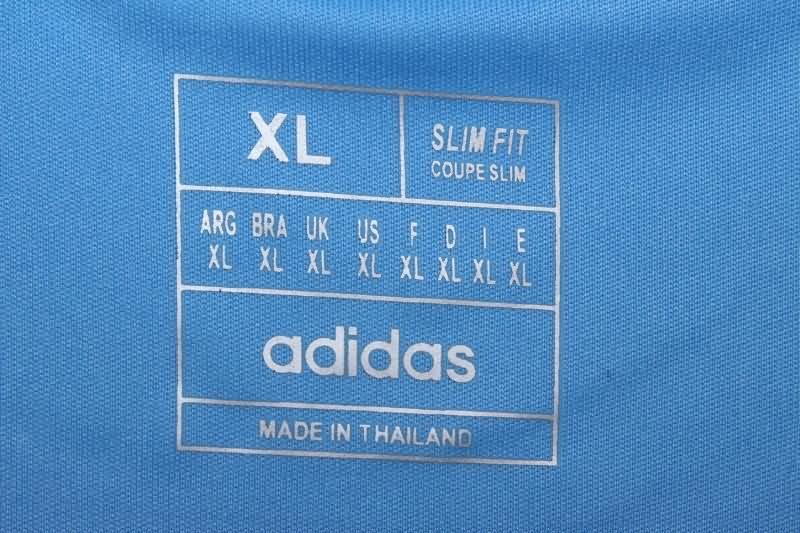 XL
SLIM FIT
COUPE SLIM
ARG BRA UK US F D I E
XL XL XL XL XL XL XL XL
adidas
MADE IN THAILAND